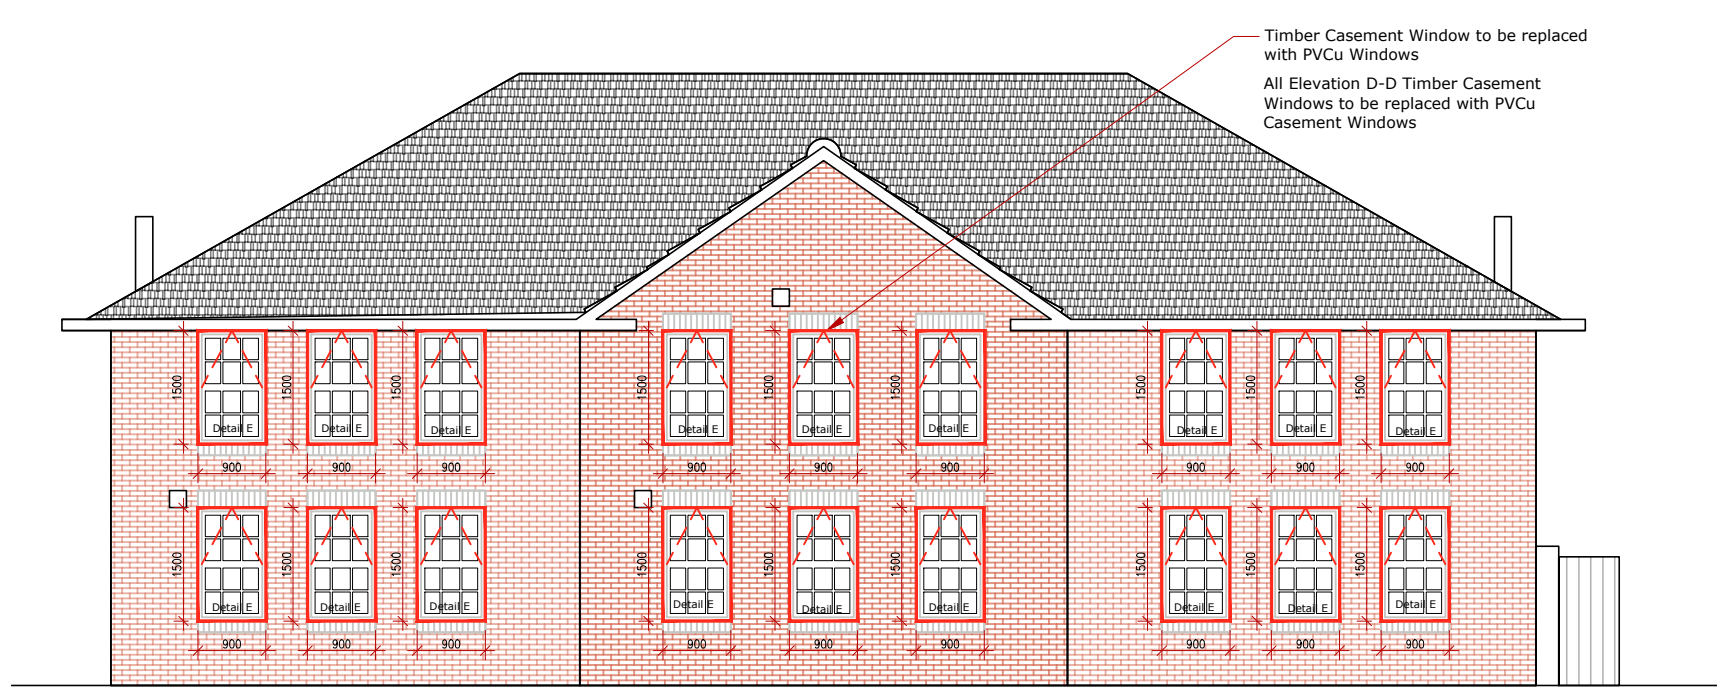 Timber Casement Window to be replaced
with PVCu Windows
All Elevation D-D Timber Casement
Windows to be replaced with PVCu
Casement Windows
1500 1500 1500 1500 1500 1500 1500 1500 1500
Detail E Detail E Detail E Detail E Detail E Detail E Detail E Detail E Detail E
900 900 900 900 900 900 900 900 900
1500 1500 1500 1500 1500 1500 1500 1500 1500
Detail E Detail E Detail E Detail E Detail E Detail E Detail E Detail E Detail E
900 900 900 900 900 900 900 900 900